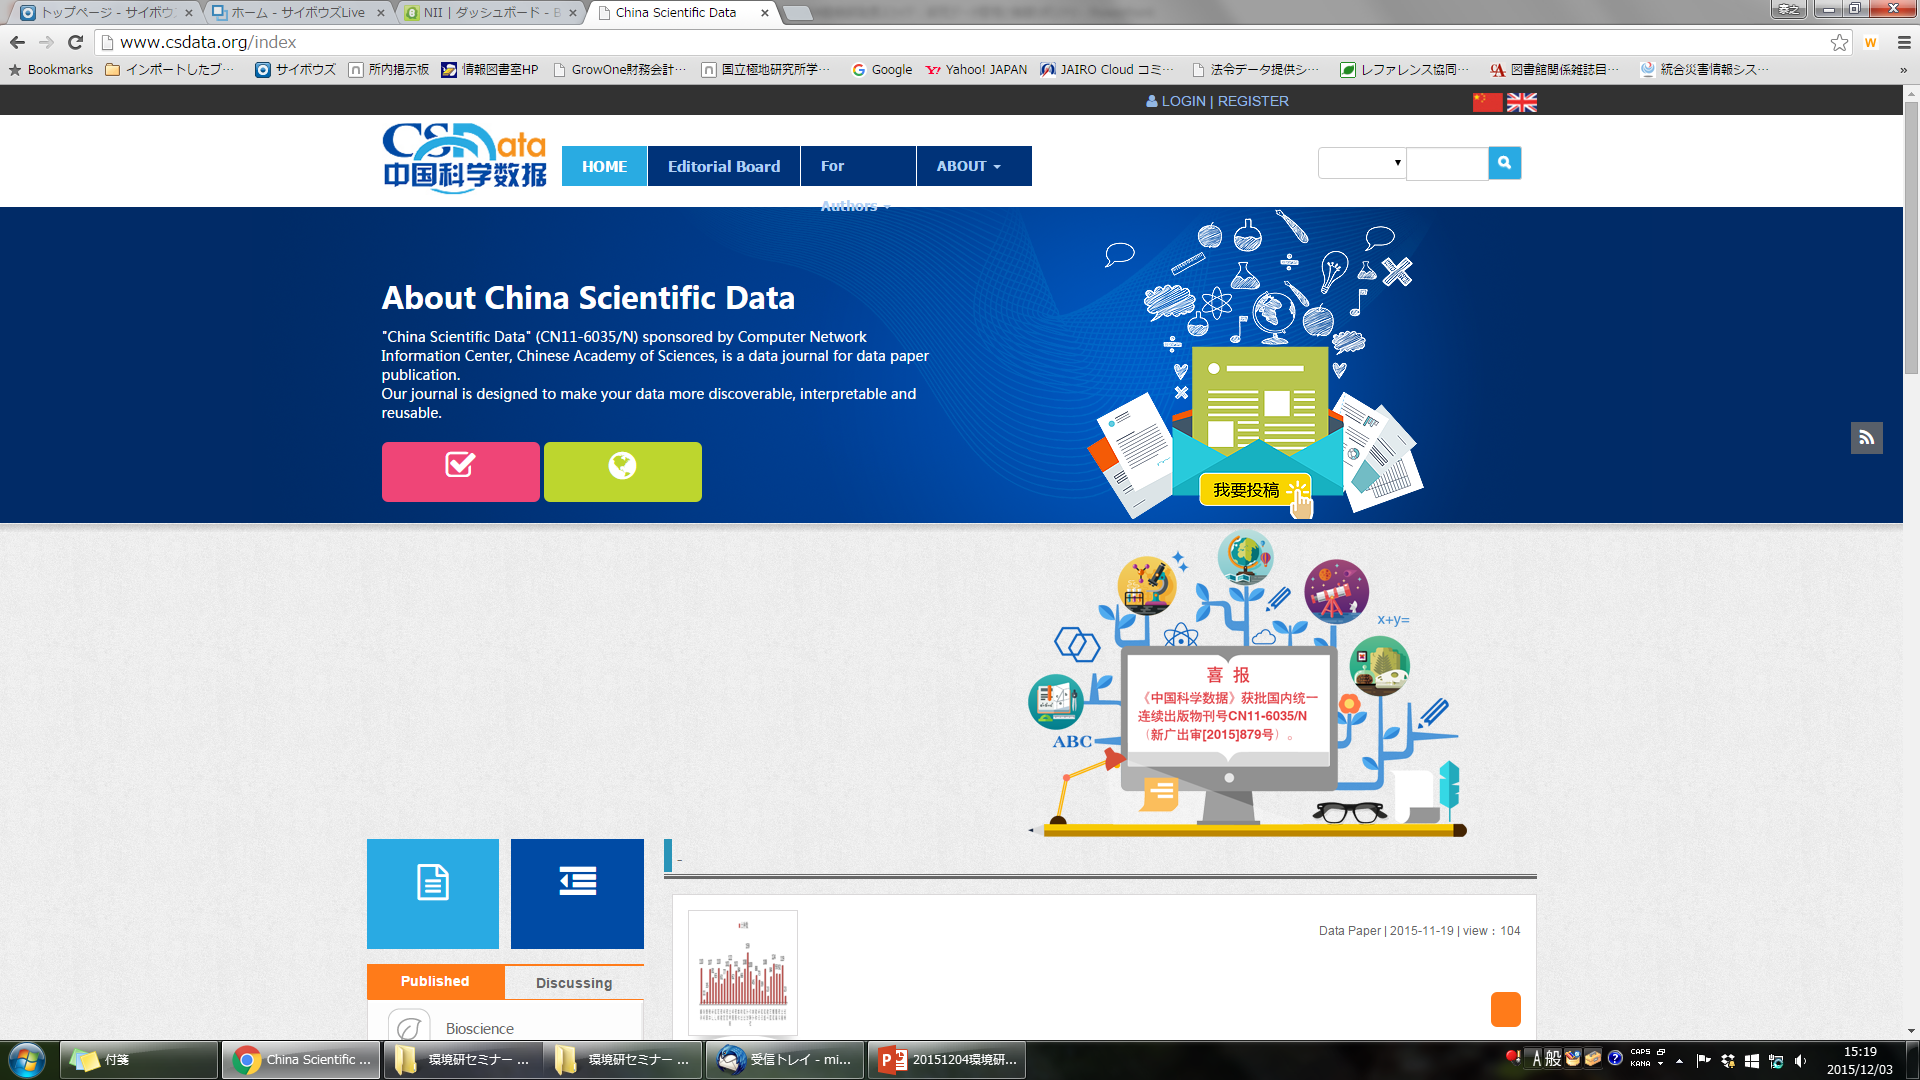 トップページ - サイボウ
ホーム - サイボウズLive
NII | ダッシュボード - B
China Scientific Data
泰之
www.csdata.org/index
Bookmarks
インポートしたブ…
サイボウズ
所内掲示板
情報図書室HP
GrowOne財務会計…
国立極地研究所学…
Google
Yahoo! JAPAN
JAIRO Cloud コミ…
法令データ提供シ…
レファレンス協同…
図書館関係雑誌目…
統合災害情報シス…
»
LOGIN | REGISTER
CSData
中国科学数据
HOME
Editorial Board
For
Authors
ABOUT
About China Scientific Data
"China Scientific Data" (CN11-6035/N) sponsored by Computer Network
Information Center, Chinese Academy of Sciences, is a data journal for data paper
publication.
Our journal is designed to make your data more discoverable, interpretable and
reusable.
我要投稿
x+y=
喜 报
《中国科学数据》获批国内统一
连续出版物刊号CN11-6035/N
（新广出审[2015]879号）。
ABC
-
Data Paper | 2015-11-19 | view : 104
Published
Discussing
Bioscience
付箋
China Scientific ...
環境研セミナー ...
環境研セミナー ...
受信トレイ - mi...
20151204環境研...
A 般
CAPS
KANA
15:19
2015/12/03